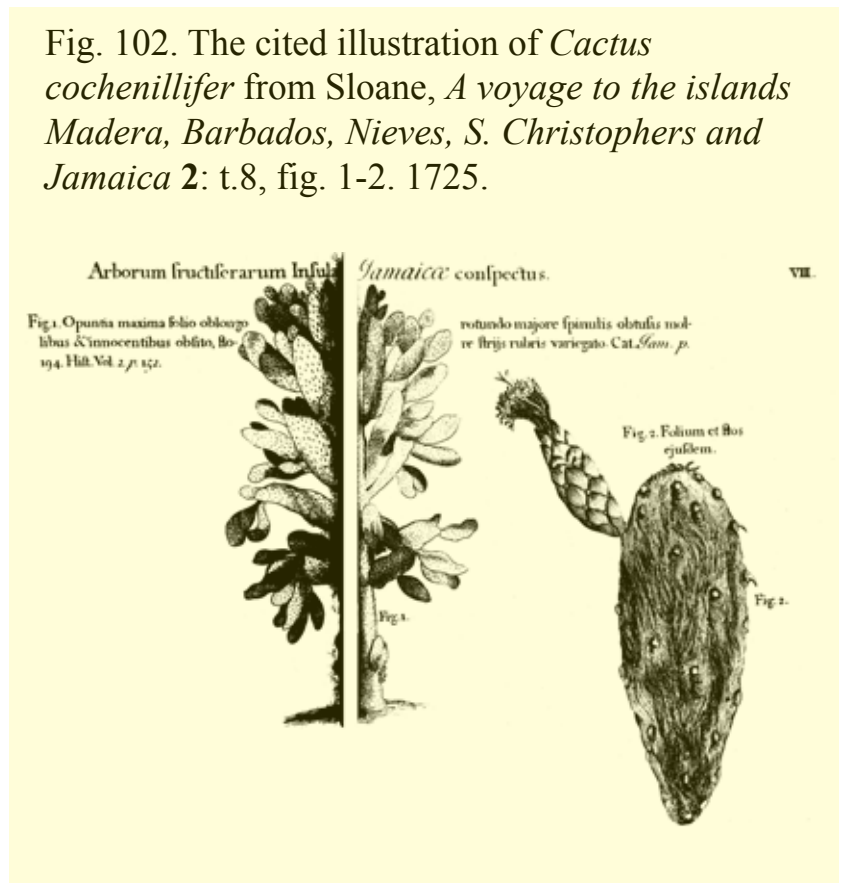 Fig. 102. The cited illustration of Cactus
cochenillifer from Sloane, A voyage to the islands
Madera, Barbados, Nieves, S. Christophers and
Jamaica 2: t.8, fig. 1-2. 1725.
Arborum fructiferarum Insulæ Jamaicæ conſpectus. VIII.
Fig.1. Opuntia maxima folio oblongo rotundo majore ſpinulis obtuſis mol-
libus & innocentibus obſito, flo- re ſtrijs rubris variegato. Cat. Jam. p.
194. Hiſt. Vol. 2. p. 152.
Fig. 2. Folium et flos
ejuſdem.
Fig. 2.
Fig. 1.